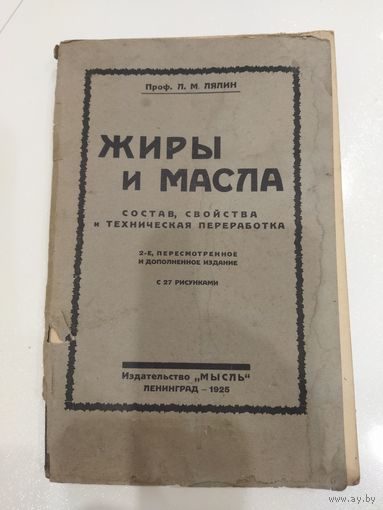 Проф. Л. М. ЛЯЛИН
ЖИРЫ
и МАСЛА
СОСТАВ, СВОЙСТВА
и ТЕХНИЧЕСКАЯ ПЕРЕРАБОТКА
2-Е, ПЕРЕСМОТРЕННОЕ
И ДОПОЛНЕННОЕ ИЗДАНИЕ
С 27 РИСУНКАМИ
Издательство „МЫСЛЬ“
ЛЕНИНГРАД — 1925
www.ay.by